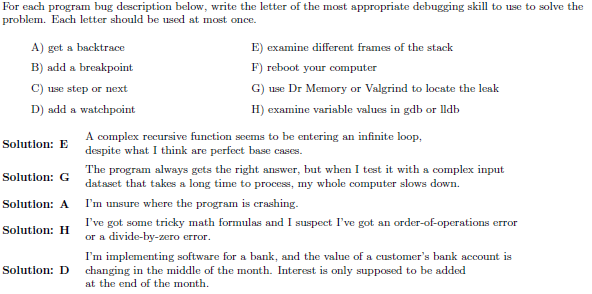 For each program bug description below, write the letter of the most appropriate debugging skill to use to solve the
problem. Each letter should be used at most once.
A) get a backtrace
B) add a breakpoint
C) use step or next
D) add a watchpoint
E) examine different frames of the stack
F) reboot your computer
G) use Dr Memory or Valgrind to locate the leak
H) examine variable values in gdb or lldb
Solution: E
A complex recursive function seems to be entering an infinite loop,
despite what I think are perfect base cases.
Solution: G
The program always gets the right answer, but when I test it with a complex input
dataset that takes a long time to process, my whole computer slows down.
Solution: A
I'm unsure where the program is crashing.
Solution: H
I've got some tricky math formulas and I suspect I've got an order-of-operations error
or a divide-by-zero error.
Solution: D
I'm implementing software for a bank, and the value of a customer's bank account is
changing in the middle of the month. Interest is only supposed to be added
at the end of the month.